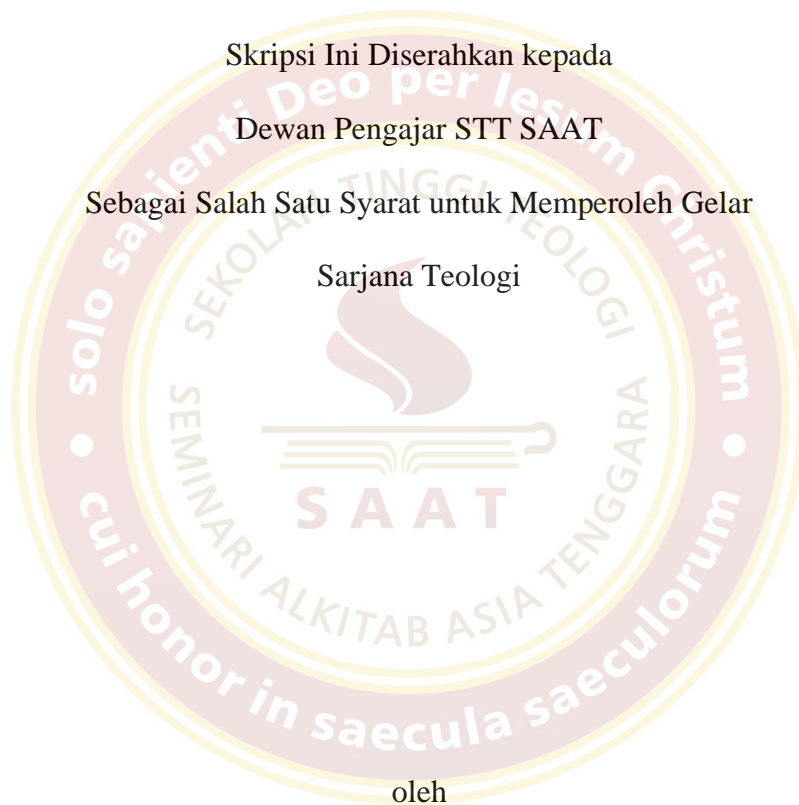 Skripsi Ini Diserahkan kepada
Dewan Pengajar STT SAAT
Sebagai Salah Satu Syarat untuk Memperoleh Gelar
Sarjana Teologi
solo sapienti Deo per Iesum Christum
SEKOLAH TINGGI TEOLOGI
SAAT
SEMINARI ALKITAB ASIA TENGGARA
cui honor in saecula saeculorum
oleh